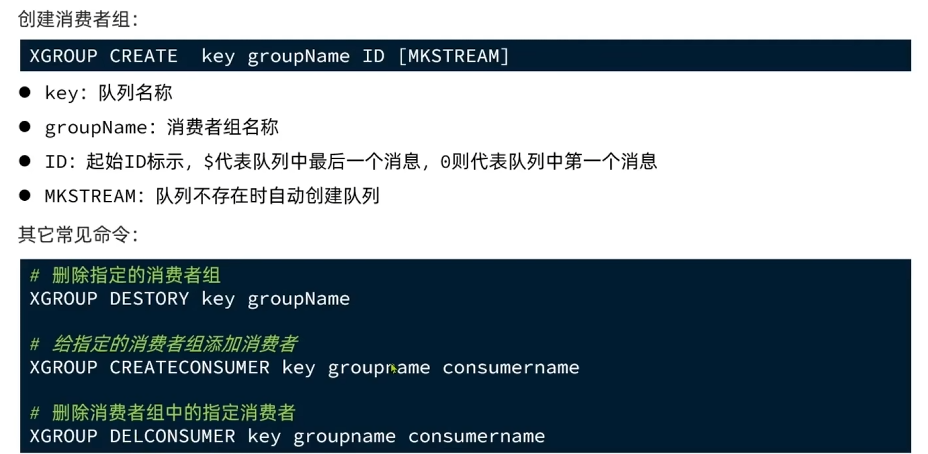 创建消费者组：
XGROUP CREATE  key groupName ID [MKSTREAM]
● key：队列名称
● groupName：消费者组名称
● ID：起始ID标示，$代表队列中最后一个消息，0则代表队列中第一个消息
● MKSTREAM：队列不存在时自动创建队列
其它常见命令：
# 删除指定的消费者组
XGROUP DESTORY key groupName
# 给指定的消费者组添加消费者
XGROUP CREATECONSUMER key groupname consumername
# 删除消费者组中的指定消费者
XGROUP DELCONSUMER key groupname consumername